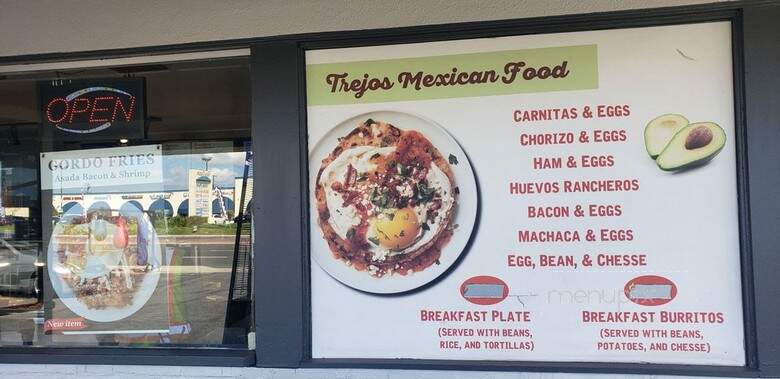 OPEN
GORDO FRIES
Asada Bacon & Shrimp
New item
Trejos Mexican Food
CARNITAS & EGGS
CHORIZO & EGGS
HAM & EGGS
HUEVOS RANCHEROS
BACON & EGGS
MACHACA & EGGS
EGG, BEAN, & CHESSE
menupix
BREAKFAST PLATE
(SERVED WITH BEANS,
RICE, AND TORTILLAS)
BREAKFAST BURRITOS
(SERVED WITH BEANS,
POTATOES, AND CHESSE)